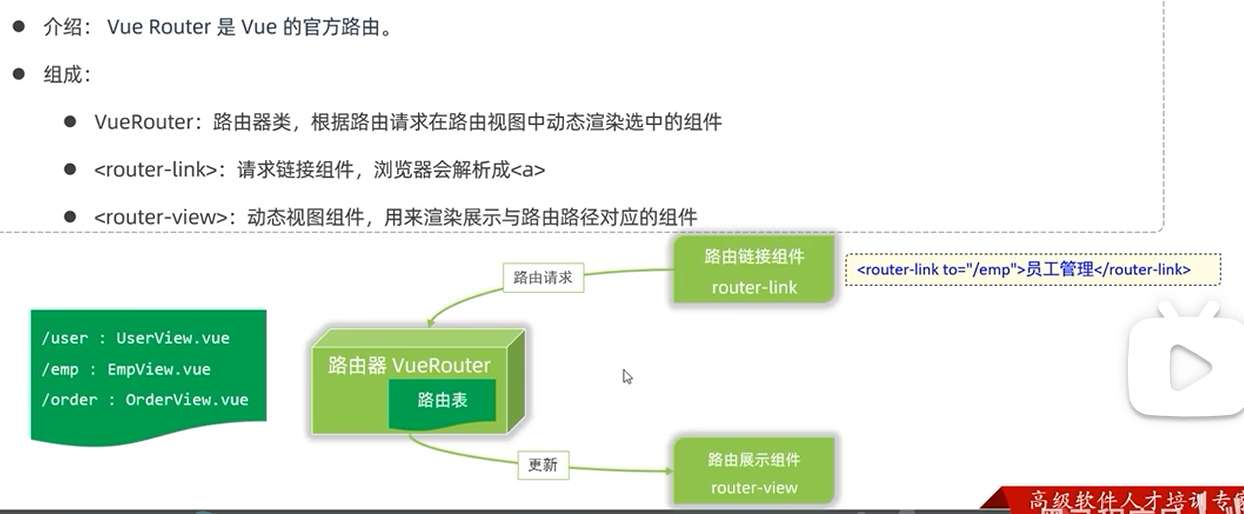 介绍： Vue Router 是 Vue 的官方路由。
组成：
VueRouter：路由器类，根据路由请求在路由视图中动态渲染选中的组件
<router-link>：请求链接组件，浏览器会解析成<a>
<router-view>：动态视图组件，用来渲染展示与路由路径对应的组件
路由链接组件
router-link
<router-link to="/emp">员工管理</router-link>
路由请求
/user : UserView.vue
/emp : EmpView.vue
/order : OrderView.vue
路由器 VueRouter
路由表
更新
路由展示组件
router-view
高级软件人才培训专家